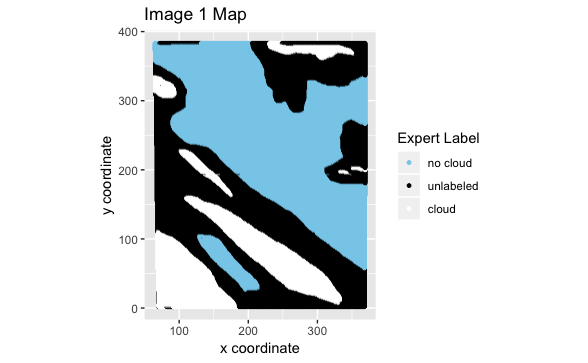 Image 1 Map
400
300
200
100
0
y coordinate
100
200
300
x coordinate
Expert Label
no cloud
unlabeled
cloud